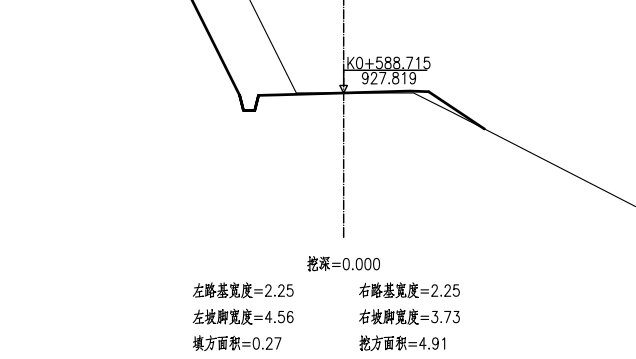 K0+588.715
927.819
挖深=0.000
左路基宽度=2.25 右路基宽度=2.25
左坡脚宽度=4.56 右坡脚宽度=3.73
填方面积=0.27 挖方面积=4.91